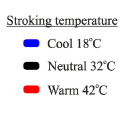 Stroking temperature
Cool 18°C
Neutral 32°C
Warm 42°C